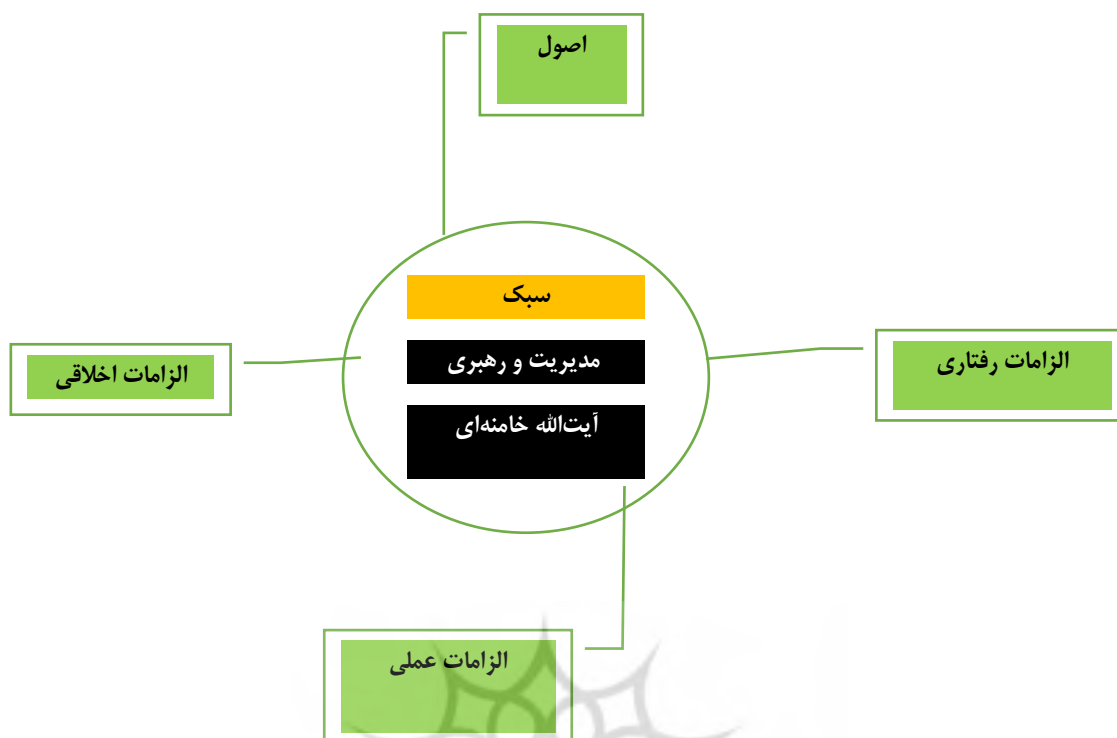 اصول
سبک
مدیریت و رهبری
آیت‌الله خامنه‌ای
الزامات رفتاری
الزامات اخلاقی
الزامات عملی